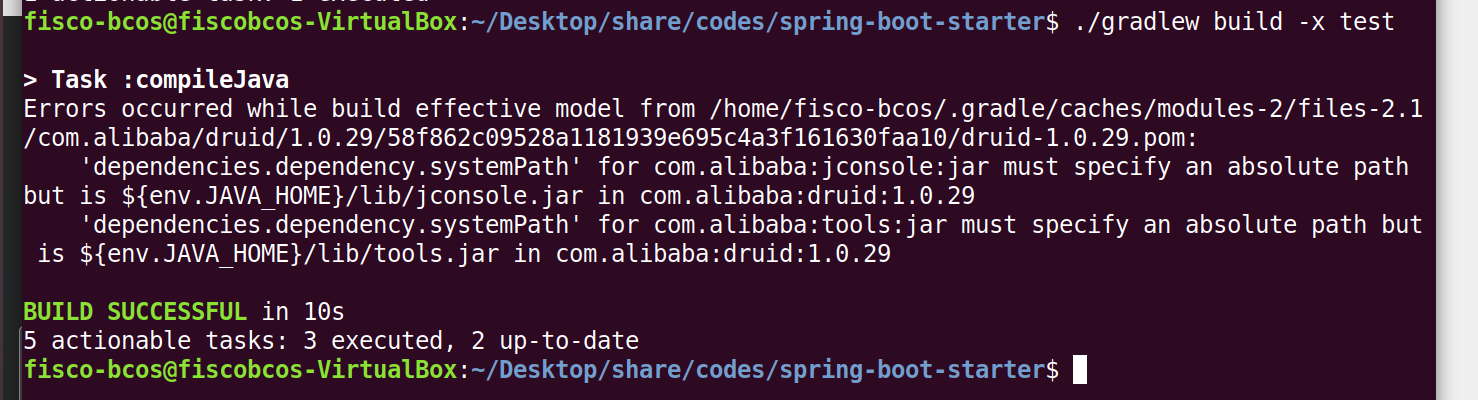 fisco-bcos@fiscobcos-VirtualBox:~/Desktop/share/codes/spring-boot-starter$ ./gradlew build -x test
> Task :compileJava
Errors occurred while build effective model from /home/fisco-bcos/.gradle/caches/modules-2/files-2.1
/com.alibaba/druid/1.0.29/58f862c09528a1181939e695c4a3f161630faa10/druid-1.0.29.pom:
    'dependencies.dependency.systemPath' for com.alibaba:jconsole:jar must specify an absolute path
but is ${env.JAVA_HOME}/lib/jconsole.jar in com.alibaba:druid:1.0.29
    'dependencies.dependency.systemPath' for com.alibaba:tools:jar must specify an absolute path but
 is ${env.JAVA_HOME}/lib/tools.jar in com.alibaba:druid:1.0.29
BUILD SUCCESSFUL in 10s
5 actionable tasks: 3 executed, 2 up-to-date
fisco-bcos@fiscobcos-VirtualBox:~/Desktop/share/codes/spring-boot-starter$